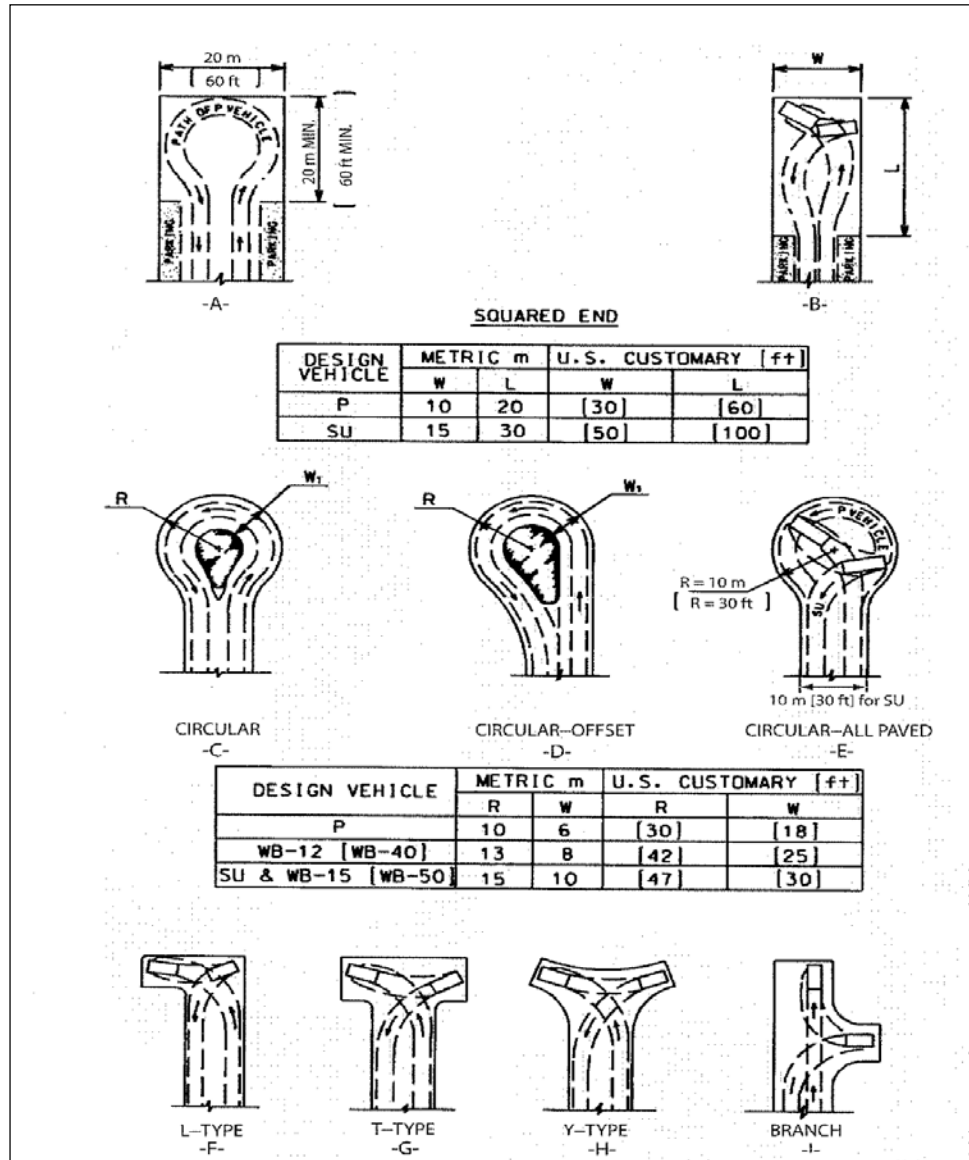 20 m
[ 60 ft ]
W
PATH OF P VEHICLE
20 m MIN.
( 60 ft MIN. )
L
PARKING
PARKING
PARKING
PARKING
-A-
-B-
SQUARED END
DESIGN VEHICLE METRIC m U.S. CUSTOMARY [ft]
W L W L
P 10 20 [30] [60]
SU 15 30 [50] [100]
R
W₁
R
W₁
P VEHICLE
R = 10 m
[ R = 30 ft ]
SU
10 m [30 ft] for SU
CIRCULAR CIRCULAR–OFFSET CIRCULAR–ALL PAVED
-C- -D- -E-
DESIGN VEHICLE METRIC m U.S. CUSTOMARY [ft]
R W R W
P 10 6 [30] [18]
WB-12 [WB-40] 13 8 [42] [25]
SU & WB-15 [WB-50] 15 10 [47] [30]
L–TYPE T–TYPE Y–TYPE BRANCH
-F- -G- -H- -I-